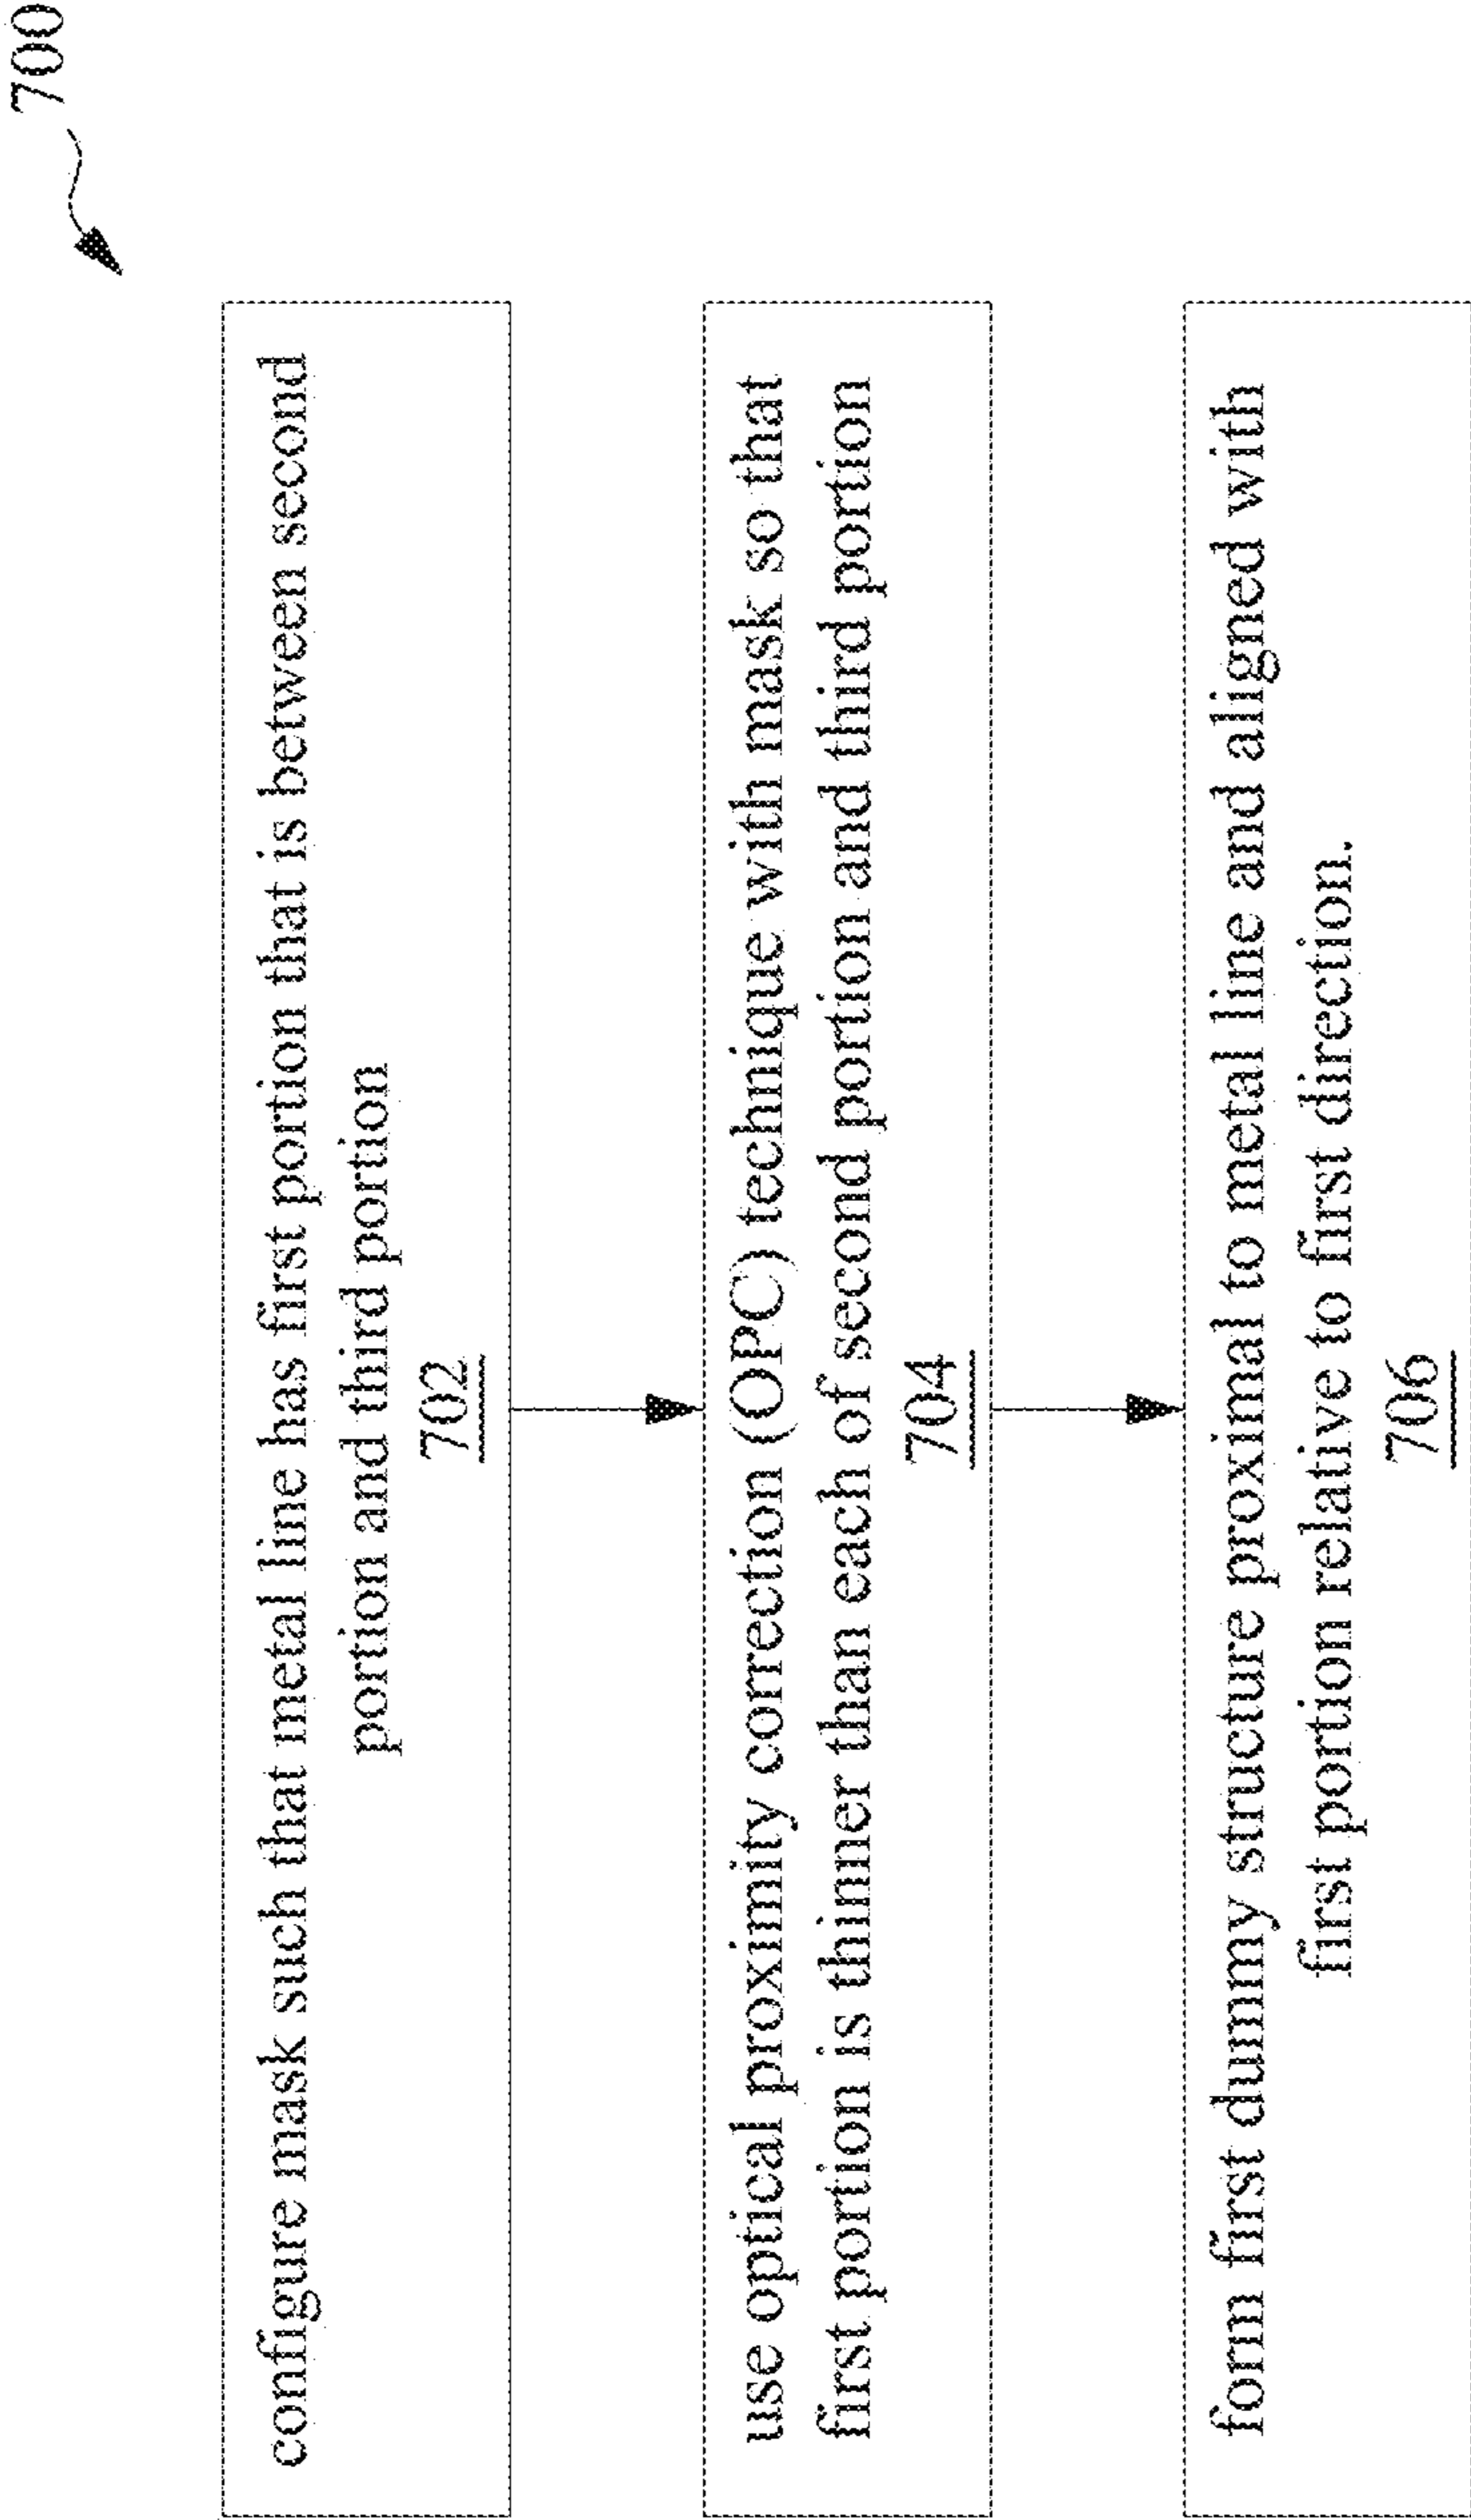 700
configure mask such that metal line has first portion that is between second
portion and third portion
702
use optical proximity correction (OPC) technique with mask so that
first portion is thinner than each of second portion and third portion
704
form first dummy structure proximal to metal line and aligned with
first portion relative to first direction.
706